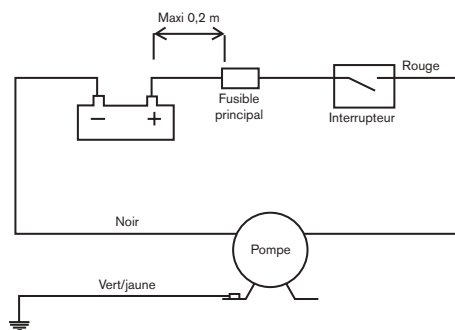 Maxi 0,2 m
Rouge
− +
Fusible
principal
Interrupteur
Noir
Pompe
Vert/jaune